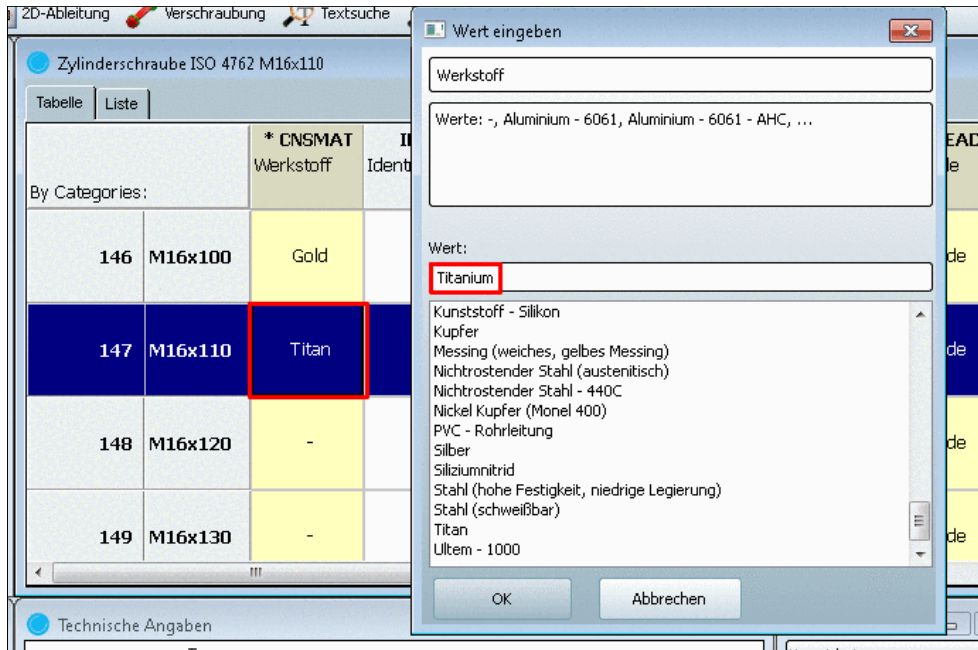 2D-Ableitung Verschraubung Textsuche
Zylinderschraube ISO 4762 M16x110
Tabelle Liste
* CNSMAT
Werkstoff
By Categories:
146 M16x100 Gold
147 M16x110 Titan
148 M16x120 -
149 M16x130 -
Technische Angaben
Wert eingeben
Werkstoff
Werte: -, Aluminium - 6061, Aluminium - 6061 - AHC, ...
Wert:
Titanium
Kunststoff - Silikon
Kupfer
Messing (weiches, gelbes Messing)
Nichtrostender Stahl (austenitisch)
Nichtrostender Stahl - 440C
Nickel Kupfer (Monel 400)
PVC - Rohrleitung
Silber
Siliziumnitrid
Stahl (hohe Festigkeit, niedrige Legierung)
Stahl (schweißbar)
Titan
Ultem - 1000
OK Abbrechen